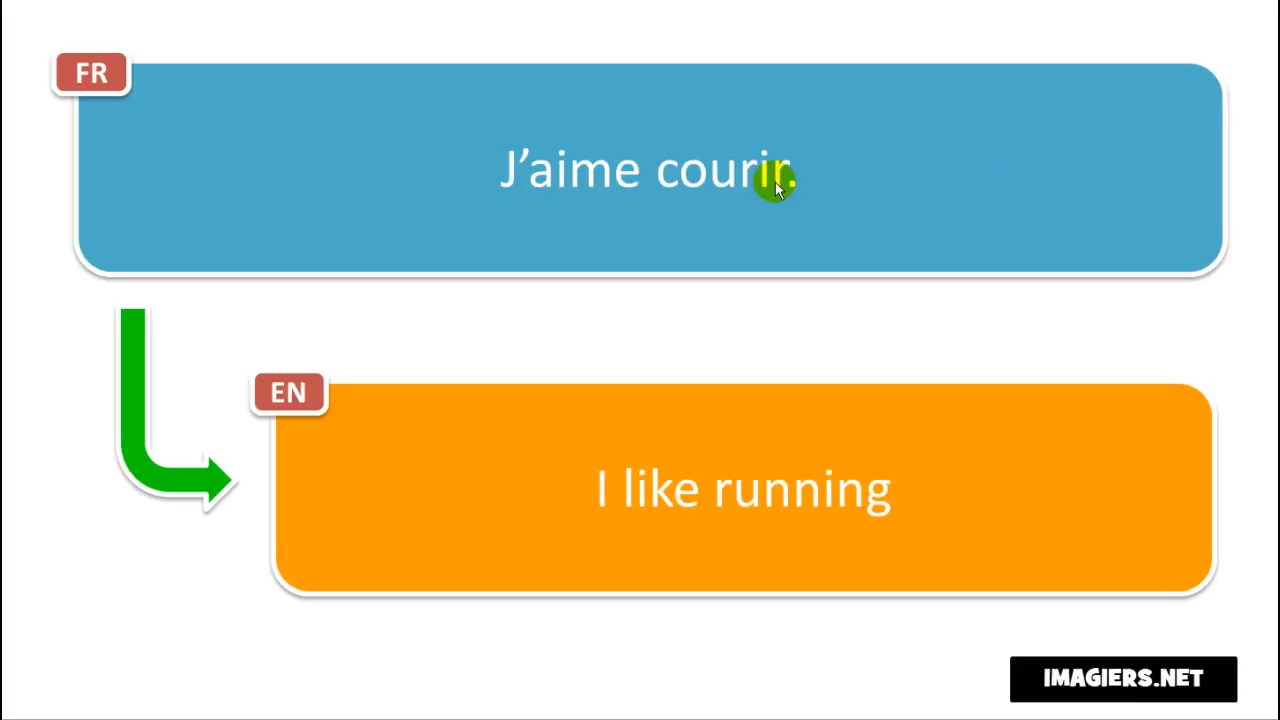 FR
J’aime courir.
EN
I like running
IMAGIERS.NET